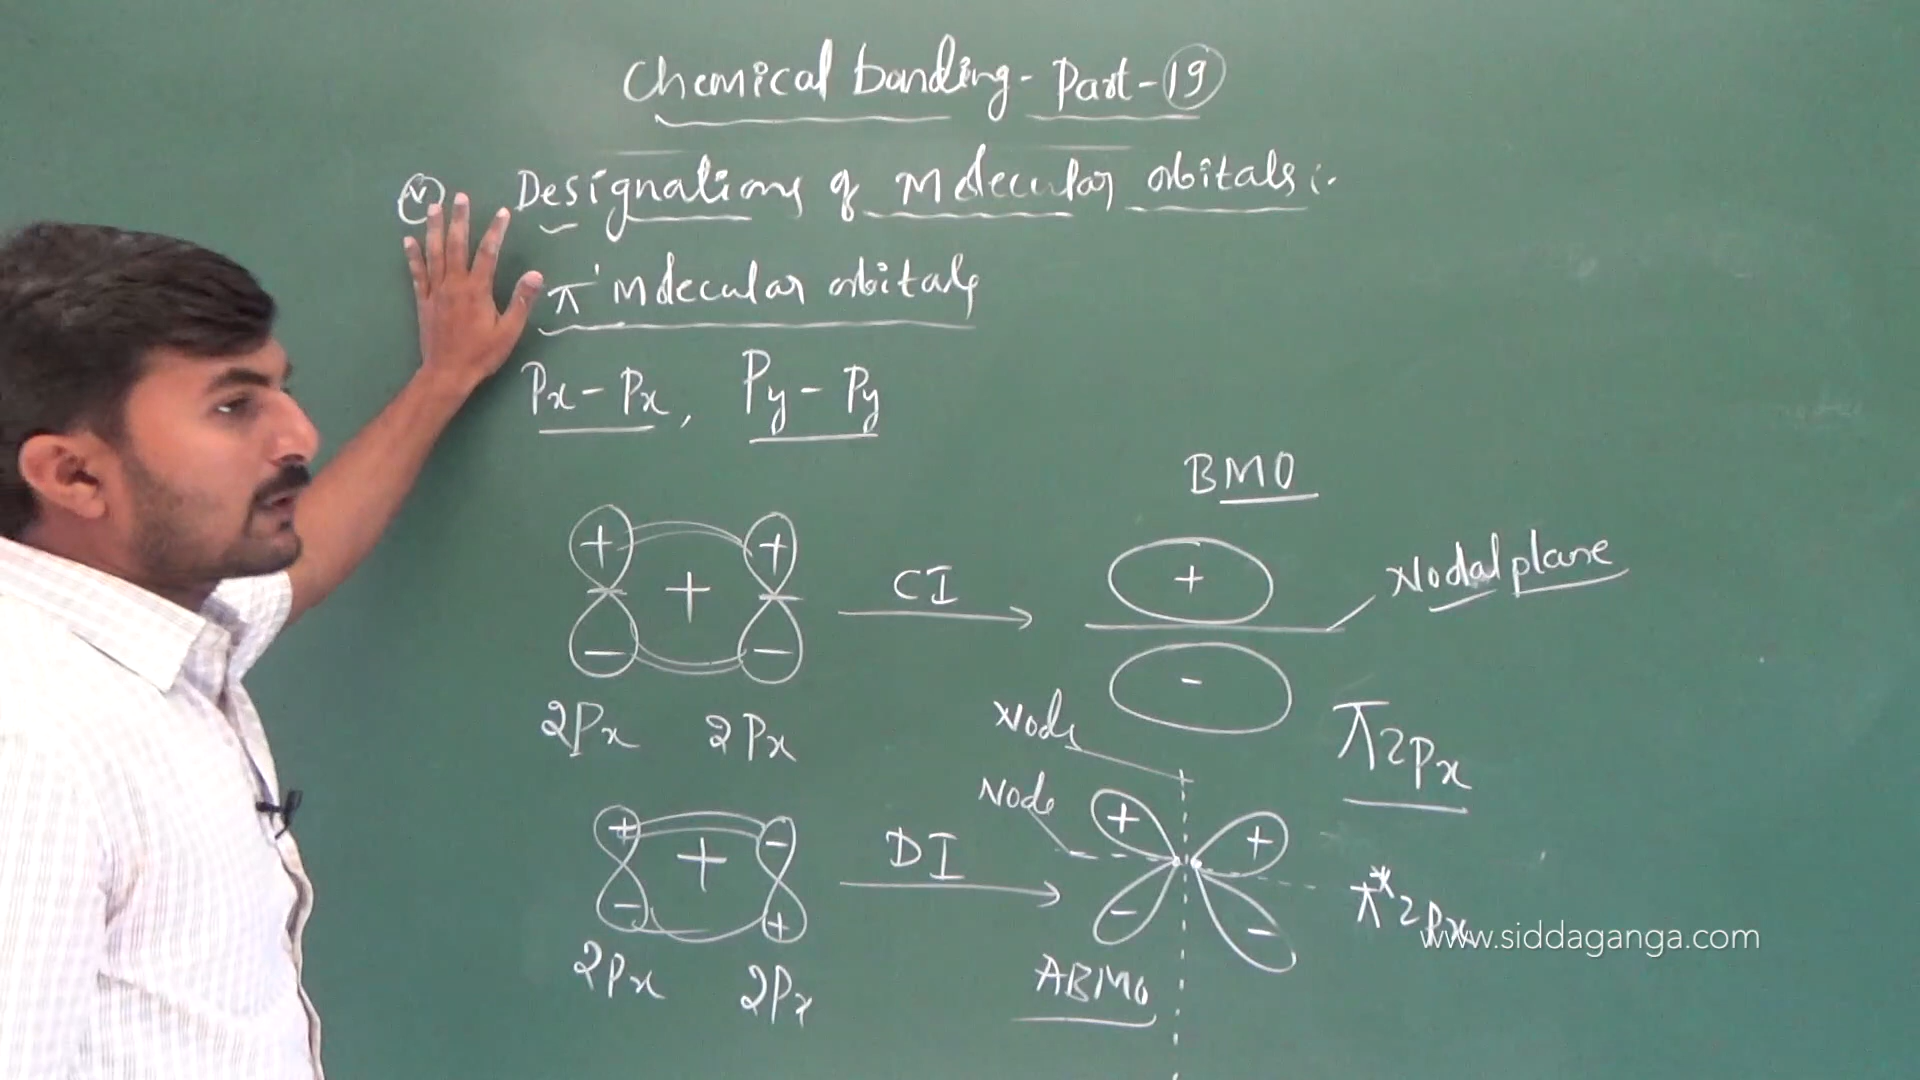 Chemical bonding - Part - 19
Designations of Molecular orbitals :-
π Molecular orbitals
Px - Px , Py - Py
BMO
+ + +
CI
+
Nodal plane
- -
-
2Px 2Px
Node
π2px
Node
+ + -
DI
+ +
- +
- -
π*2px
www.siddaganga.com
2Px 2Px
ABMO